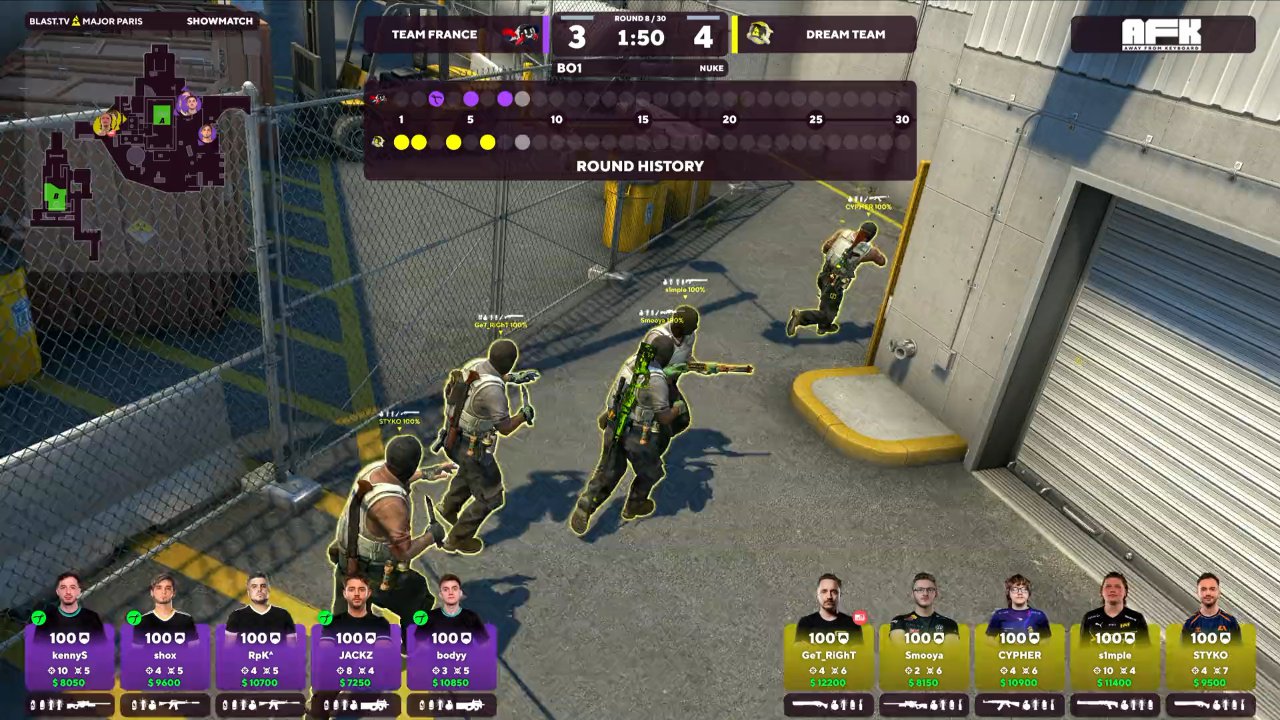 BLAST.TV MAJOR PARIS SHOWMATCH
TEAM FRANCE 3 ROUND 8 / 30 1:50 4 DREAM TEAM
BO1 NUKE
AFK
AWAY FROM KEYBOARD
1 5 10 15 20 25 30
ROUND HISTORY
A
B
CYPHER 100%
s1mple 100%
Smooya 100%
GeT_RiGhT 100%
STYKO 100%
100 100 100 100 100 100 100 100 100 100
kennyS shox RpK^ JACKZ bodyy GeT_RiGhT Smooya CYPHER s1mple STYKO
10 5 4 5 4 5 8 4 3 5 4 6 2 6 4 6 10 4 4 7
$ 8050 $ 9600 $ 10700 $ 7250 $ 10850 $ 12200 $ 8150 $ 10900 $ 11400 $ 9500